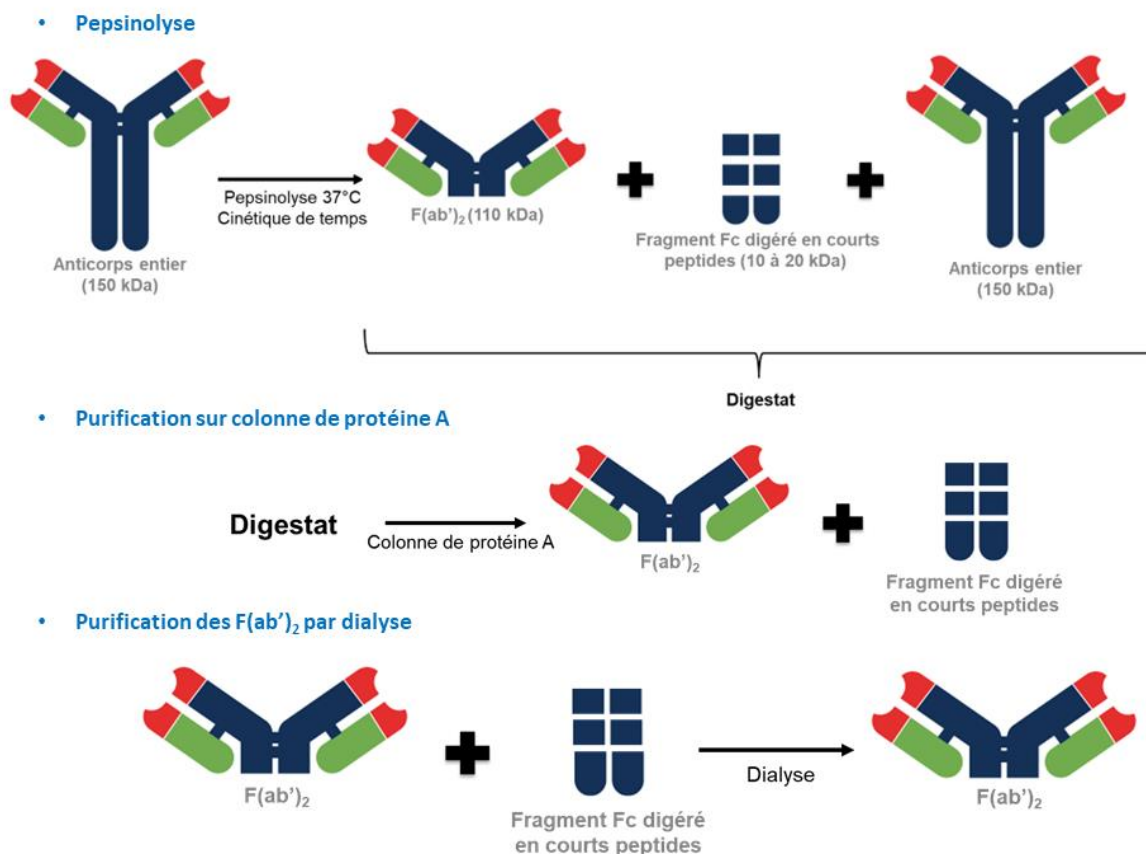 • Pepsinolyse
Pepsinolyse 37°C
Cinétique de temps
Anticorps entier
(150 kDa)
F(ab')₂ (110 kDa)
Fragment Fc digéré en courts
peptides (10 à 20 kDa)
Anticorps entier
(150 kDa)
Digestat
• Purification sur colonne de protéine A
Digestat
Colonne de protéine A
F(ab')₂
Fragment Fc digéré
en courts peptides
• Purification des F(ab')₂ par dialyse
F(ab')₂
Fragment Fc digéré
en courts peptides
Dialyse
F(ab')₂